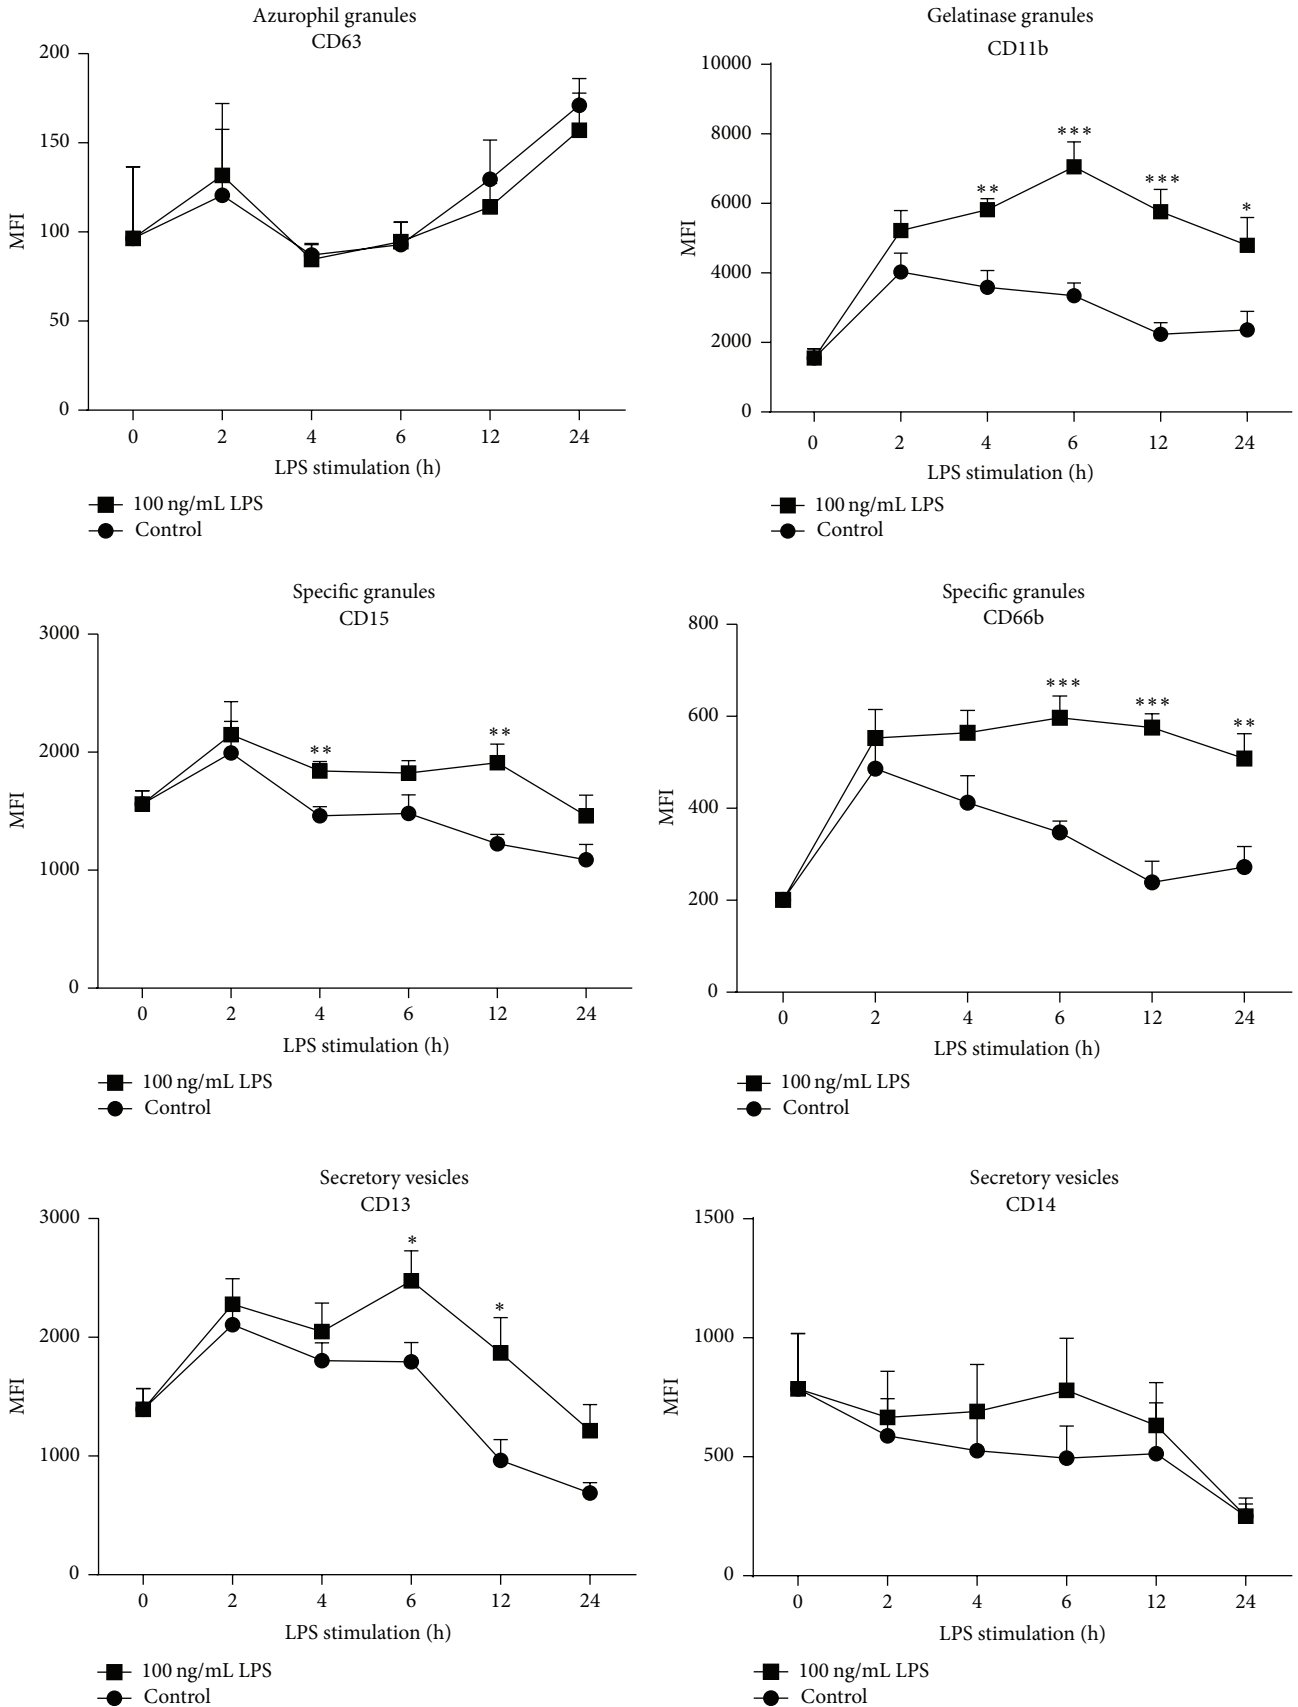 Azurophil granules
CD63
200
150
100
50
0
MFI
0 2 4 6 12 24
LPS stimulation (h)
100 ng/mL LPS
Control
Gelatinase granules
CD11b
10000
8000
6000
4000
2000
0
MFI
***
**
***
*
0 2 4 6 12 24
LPS stimulation (h)
100 ng/mL LPS
Control
Specific granules
CD15
3000
2000
1000
0
MFI
**
**
0 2 4 6 12 24
LPS stimulation (h)
100 ng/mL LPS
Control
Specific granules
CD66b
800
600
400
200
0
MFI
***
***
**
0 2 4 6 12 24
LPS stimulation (h)
100 ng/mL LPS
Control
Secretory vesicles
CD13
3000
2000
1000
0
MFI
*
*
0 2 4 6 12 24
LPS stimulation (h)
100 ng/mL LPS
Control
Secretory vesicles
CD14
1500
1000
500
0
MFI
0 2 4 6 12 24
LPS stimulation (h)
100 ng/mL LPS
Control